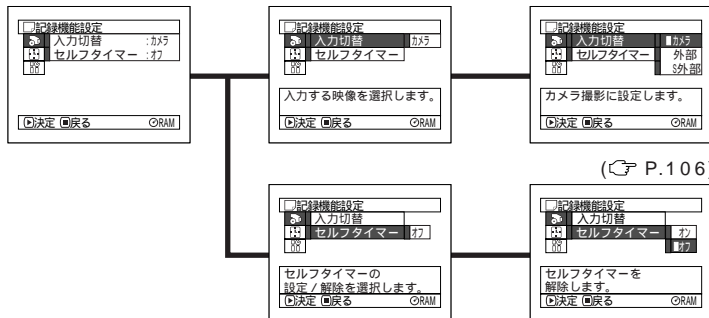 記録機能設定
入力切替 :カメラ
セルフタイマー :オフ
決定 戻る RAM
記録機能設定
入力切替 カメラ
セルフタイマー
入力する映像を選択します。
決定 戻る RAM
記録機能設定
入力切替 カメラ
セルフタイマー 外部
S外部
カメラ撮影に設定します。
決定 戻る RAM
(☞ P.106)
記録機能設定
入力切替
セルフタイマー オフ
セルフタイマーの
設定/解除を選択します。
決定 戻る RAM
記録機能設定
入力切替
セルフタイマー オン
オフ
セルフタイマーを
解除します。
決定 戻る RAM